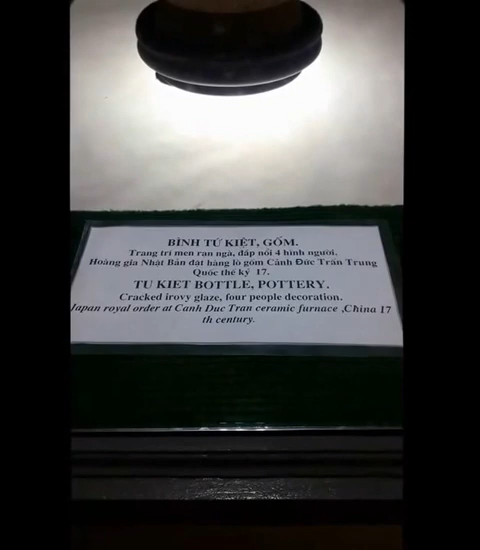 BÌNH TỨ KIỆT, GỐM.
Trang trí men rạn ngà, đắp nổi 4 hình người.
Hoàng gia Nhật Bản đặt hàng lò gốm Cảnh Đức Trấn Trung
Quốc thế kỷ 17.
TU KIET BOTTLE, POTTERY.
Cracked irovy glaze, four people decoration.
Japan royal order at Canh Duc Tran ceramic furnace ,China 17
th century.